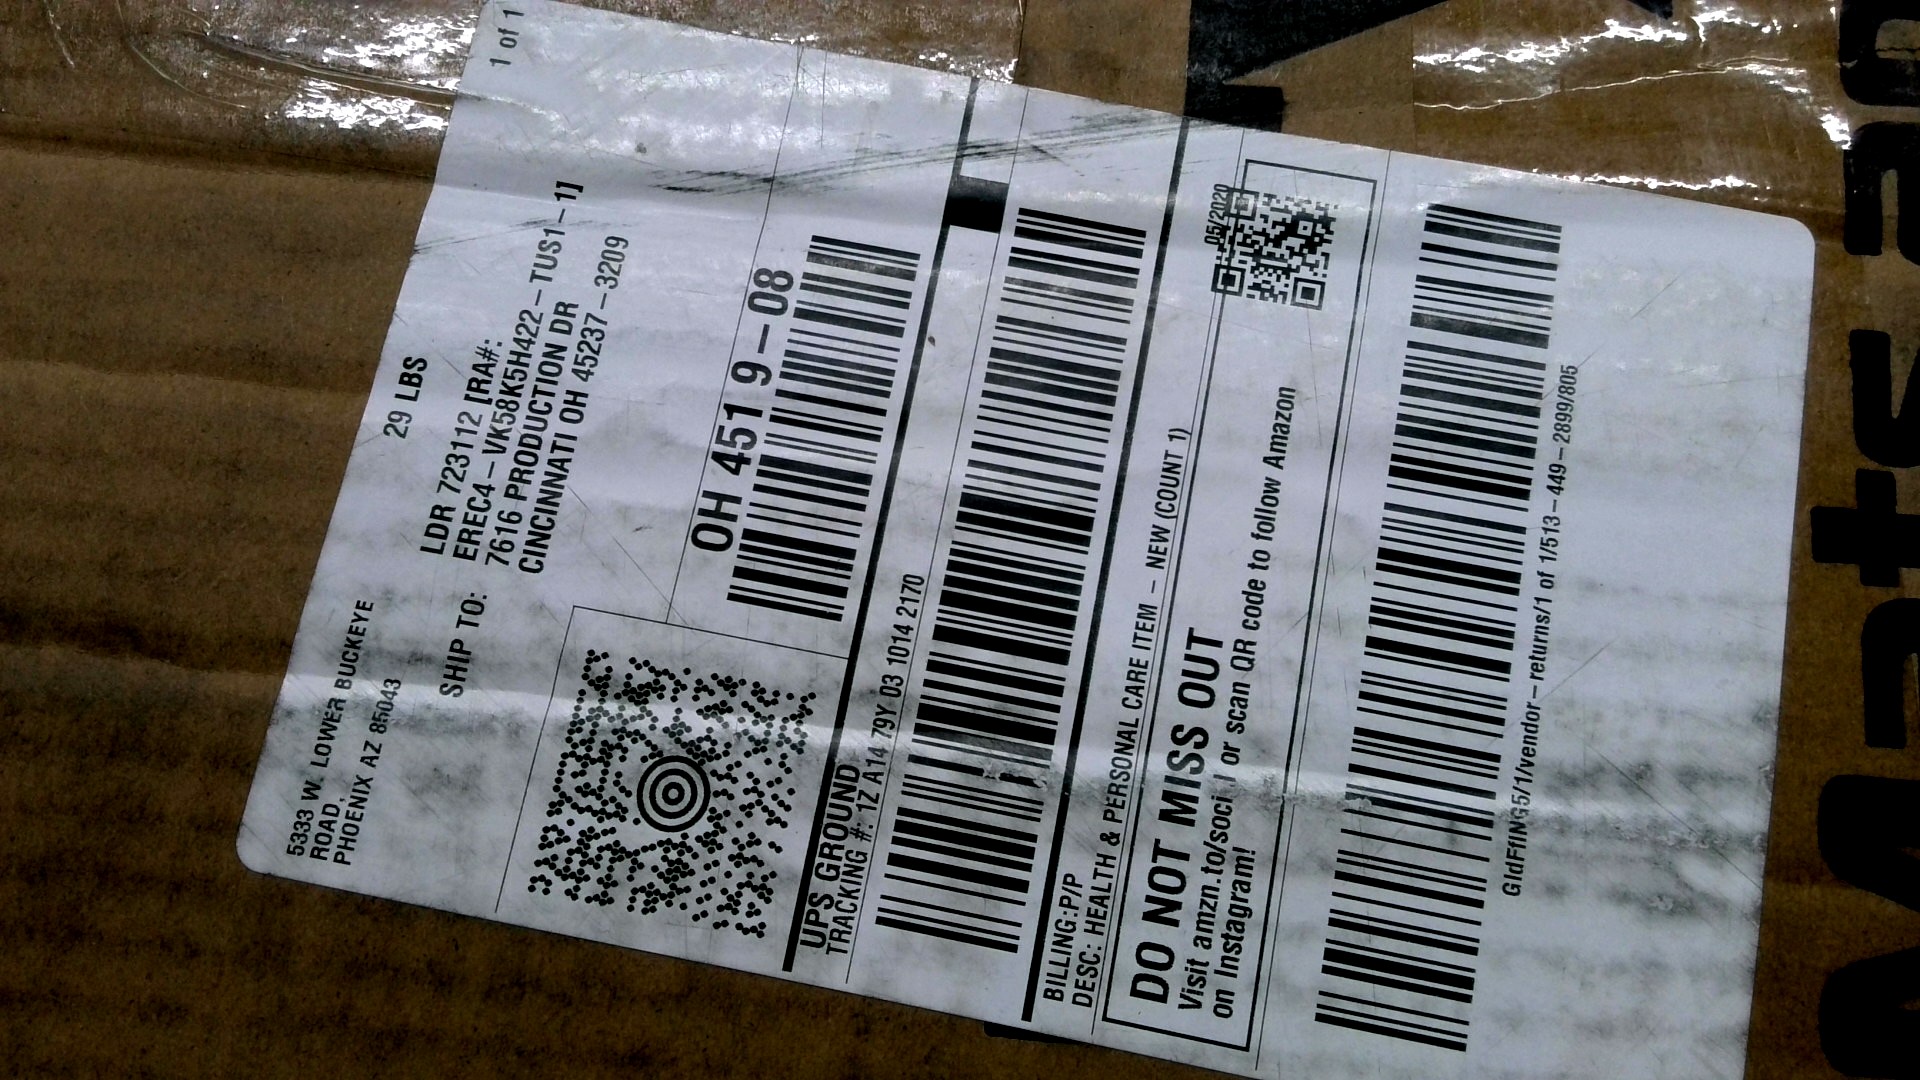 5333 W. LOWER BUCKEYE
ROAD,
PHOENIX AZ 85043
29 LBS
1 of 1
SHIP TO:
LDR 723112 [RA#:
EREC4-VK58K5H422-TUS1-1]
7616 PRODUCTION DR
CINCINNATI OH 45237-3209
OH 451 9-08
UPS GROUND
TRACKING #: 1Z A14 79Y 03 1014 2170
BILLING:P/P
DESC: HEALTH & PERSONAL CARE ITEM - NEW (COUNT 1)
05/2020
DO NOT MISS OUT
Visit amzn.to/soci l or scan QR code to follow Amazon
on Instagram!
GldFfING5/1/vendor-returns/1 of 1/513-449-2899/805